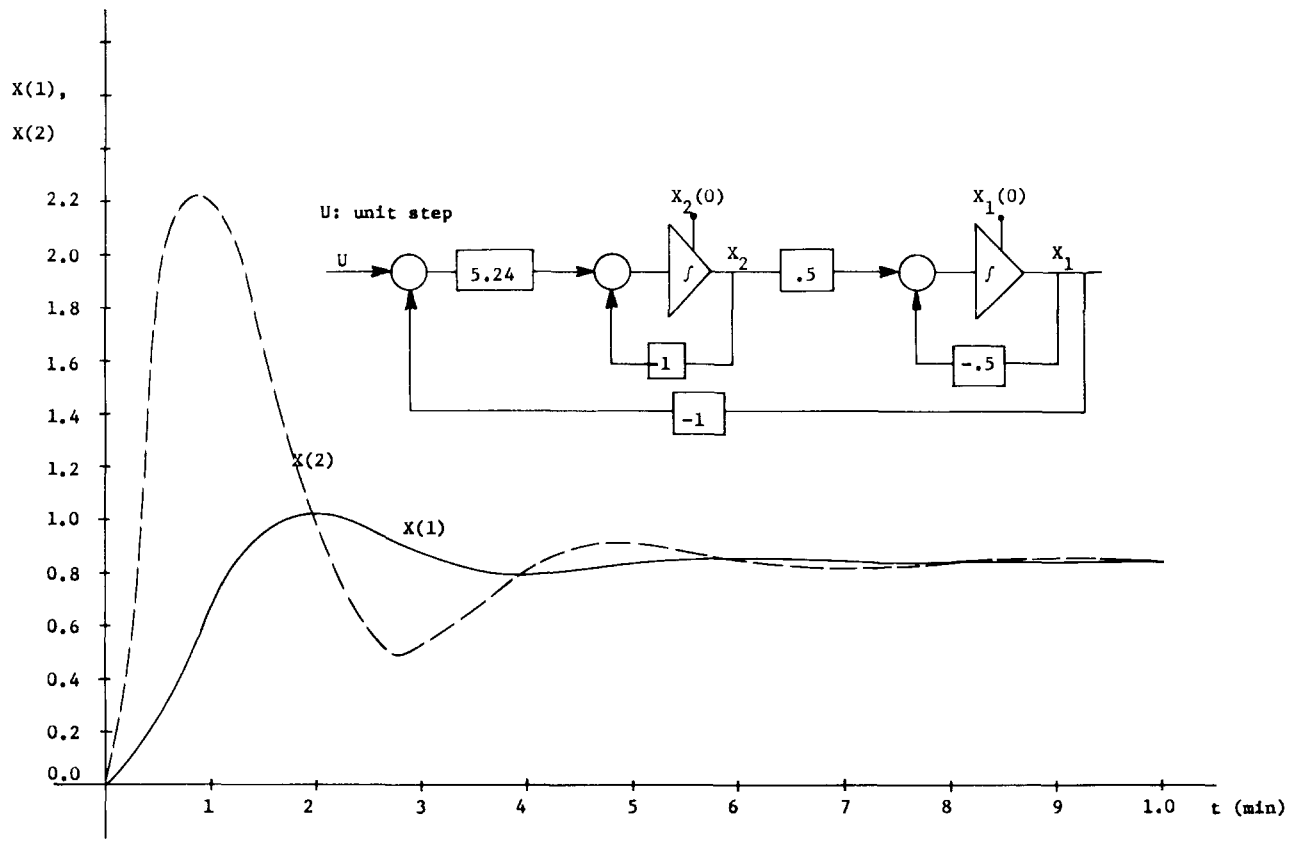 X(1),
X(2)
2.2
2.0
1.8
1.6
1.4
1.2
1.0
0.8
0.6
0.4
0.2
0.0
U: unit step
U
5.24
X2(0)
∫
X2
.5
X1(0)
∫
X1
-1
-.5
-1
X(2)
X(1)
1 2 3 4 5 6 7 8 9 1.0 t (min)